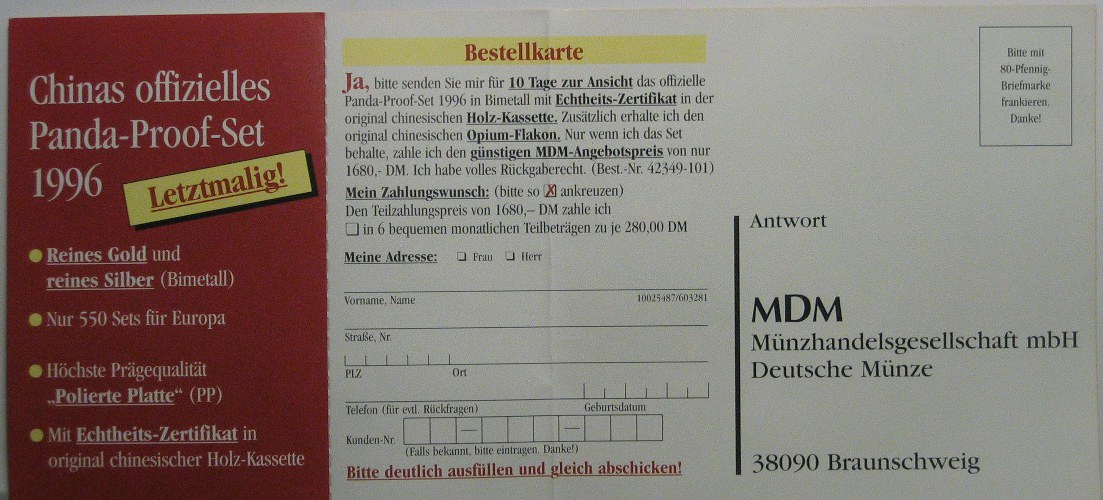 Chinas offizielles
Panda-Proof-Set
1996
Letztmalig!
Reines Gold und
reines Silber (Bimetall)
Nur 550 Sets für Europa
Höchste Prägequalität
„Polierte Platte“ (PP)
Mit Echtheits-Zertifikat in
original chinesischer Holz-Kassette
Bestellkarte
Ja, bitte senden Sie mir für 10 Tage zur Ansicht das offizielle
Panda-Proof-Set 1996 in Bimetall mit Echtheits-Zertifikat in der
original chinesischen Holz-Kassette. Zusätzlich erhalte ich den
original chinesischen Opium-Flakon. Nur wenn ich das Set
behalte, zahle ich den günstigen MDM-Angebotspreis von nur
1680,- DM. Ich habe volles Rückgaberecht. (Best.-Nr. 42349-101)
Mein Zahlungswunsch: (bitte so X ankreuzen)
Den Teilzahlungspreis von 1680,– DM zahle ich
in 6 bequemen monatlichen Teilbeträgen zu je 280,00 DM
Meine Adresse: Frau Herr
Vorname, Name 10025487/603281
Straße, Nr.
PLZ Ort
Telefon (für evtl. Rückfragen) Geburtsdatum
Kunden-Nr. — —
(Falls bekannt, bitte eintragen. Danke!)
Bitte deutlich ausfüllen und gleich abschicken!
Bitte mit
80-Pfennig-
Briefmarke
frankieren.
Danke!
Antwort
MDM
Münzhandelsgesellschaft mbH
Deutsche Münze
38090 Braunschweig